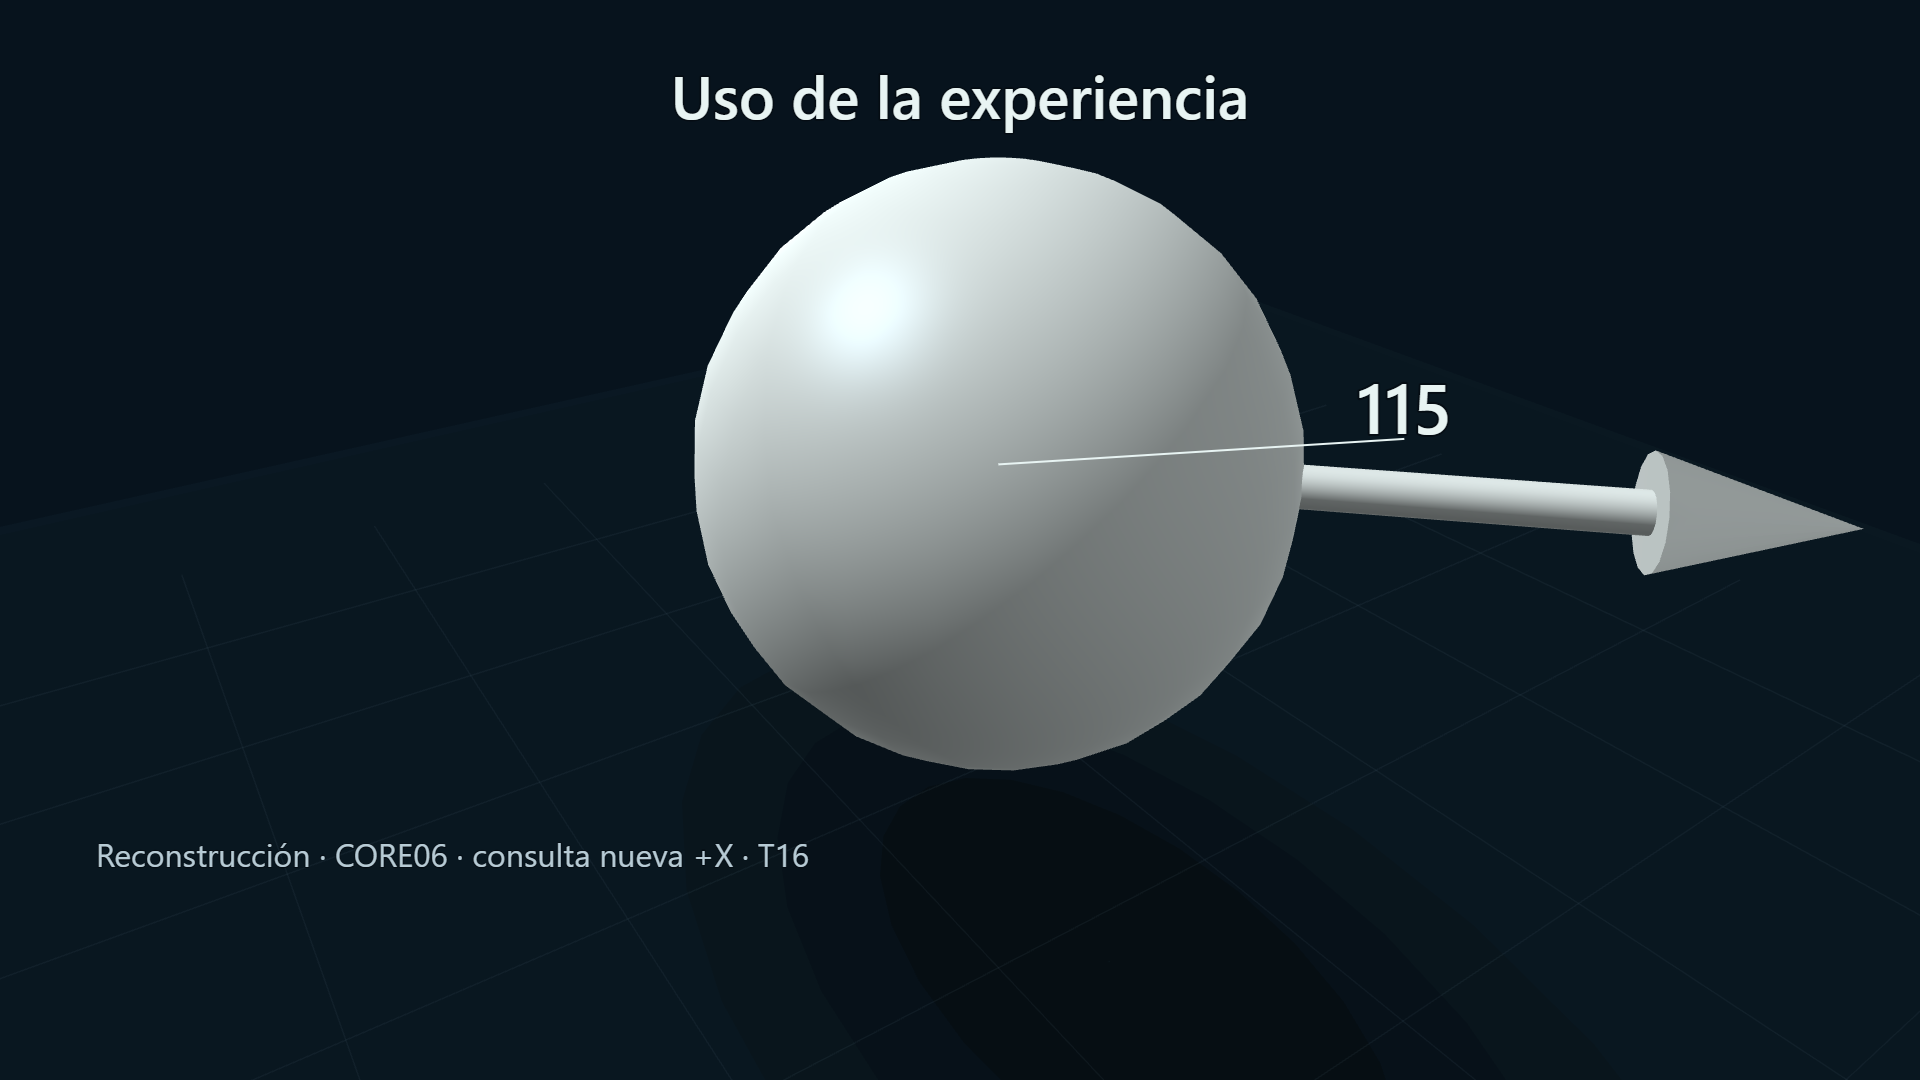 Uso de la experiencia
115
Reconstrucción · CORE06 · consulta nueva +X · T16